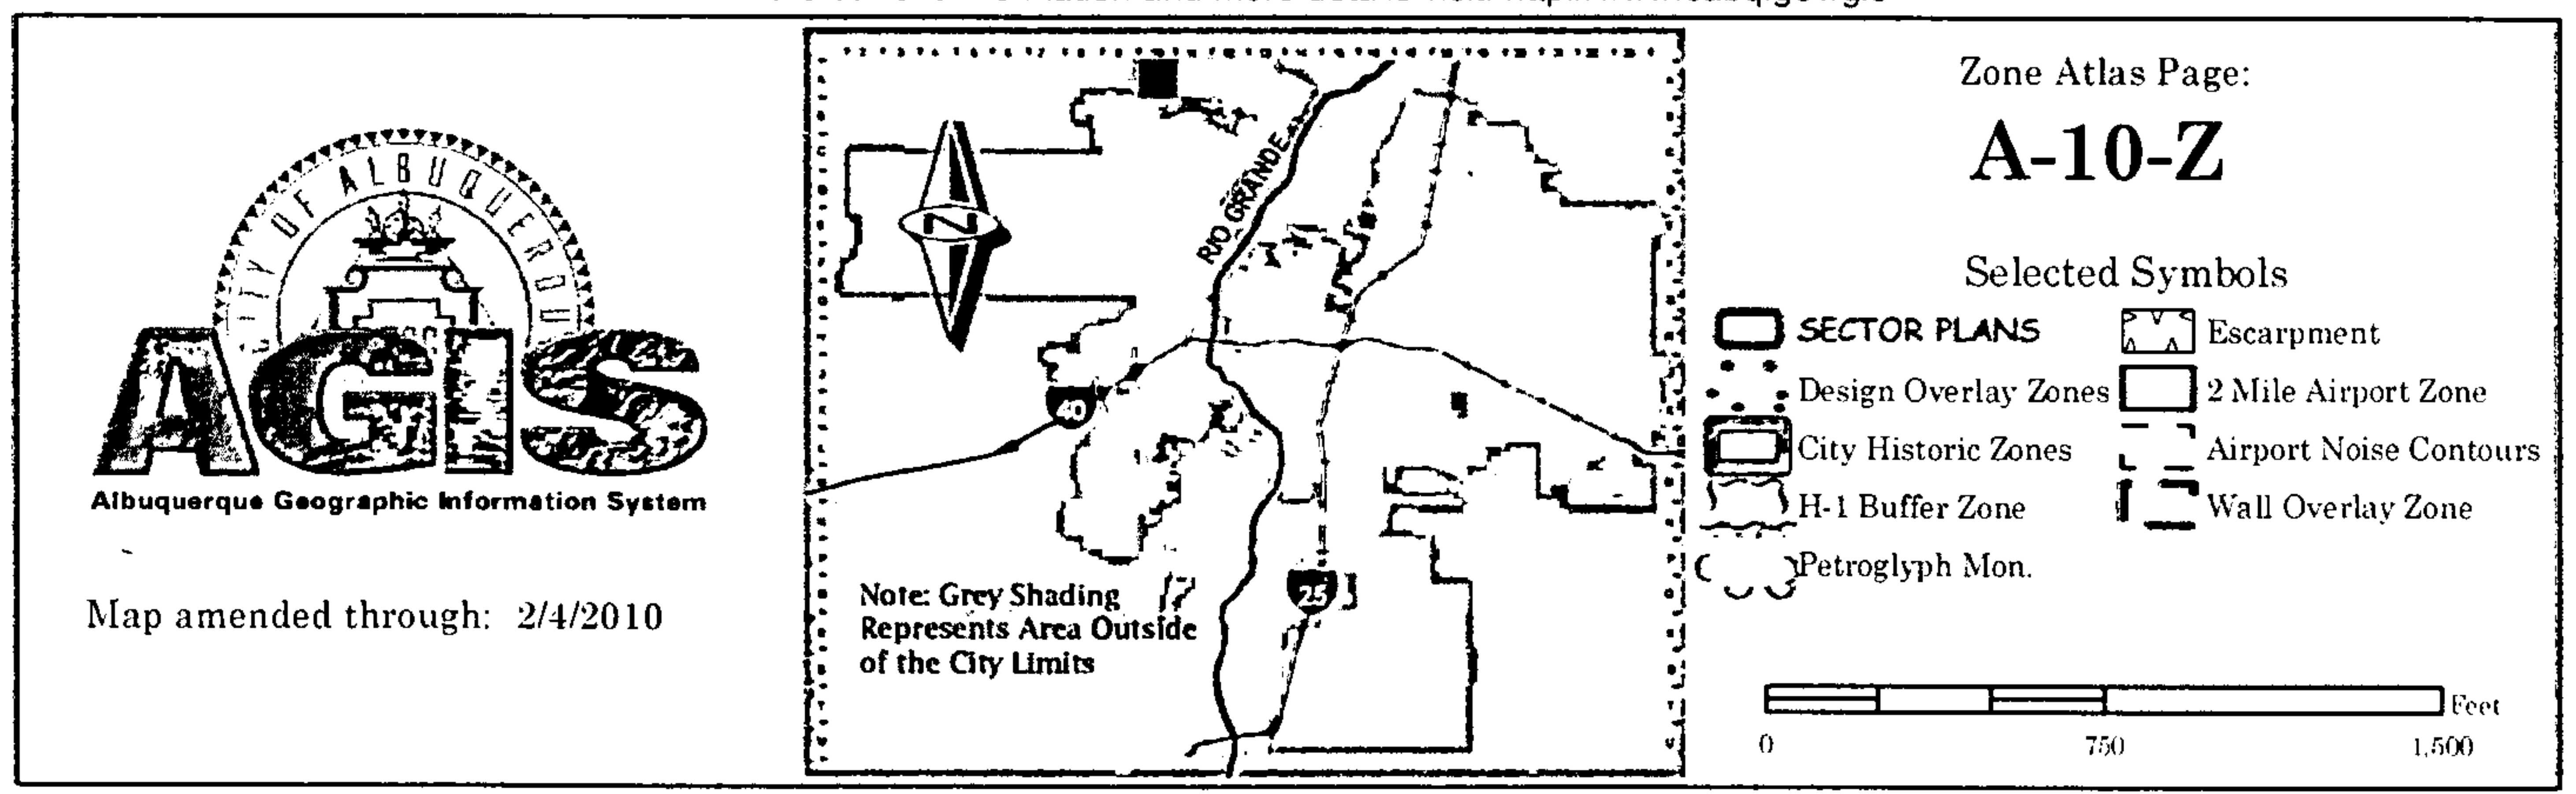 CITY OF ALBUQUERQUE
AGIS
Albuquerque Geographic Information System
Map amended through: 2/4/2010
RIO GRANDE
N
40
25
Note: Grey Shading
Represents Area Outside
of the City Limits
Zone Atlas Page:
A-10-Z
Selected Symbols
SECTOR PLANS
Escarpment
Design Overlay Zones
2 Mile Airport Zone
City Historic Zones
Airport Noise Contours
H-1 Buffer Zone
Wall Overlay Zone
Petroglyph Mon.
Feet
0 750 1,500